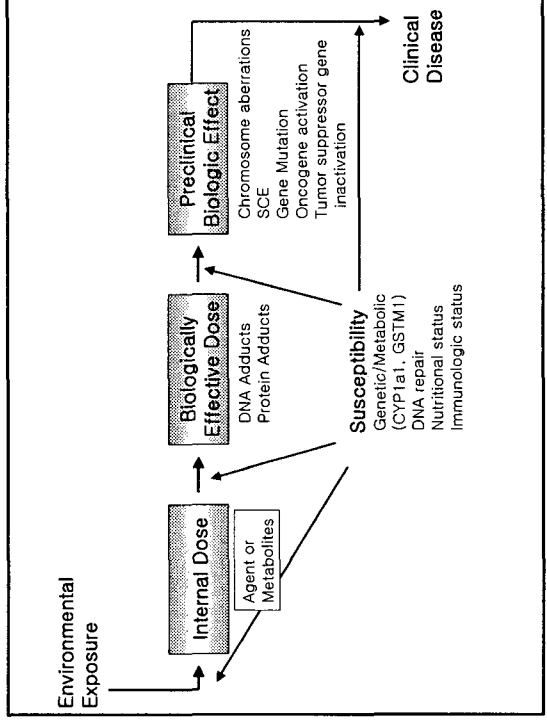 Environmental
Exposure
Internal Dose
Agent or
Metabolites
Biologically
Effective Dose
DNA Adducts
Protein Adducts
Preclinical
Biologic Effect
Chromosome aberrations
SCE
Gene Mutation
Oncogene activation
Tumor suppressor gene
inactivation
Clinical
Disease
Susceptibility
Genetic/Metabolic
(CYP1a1, GSTM1)
DNA repair
Nutritional status
Immunologic status